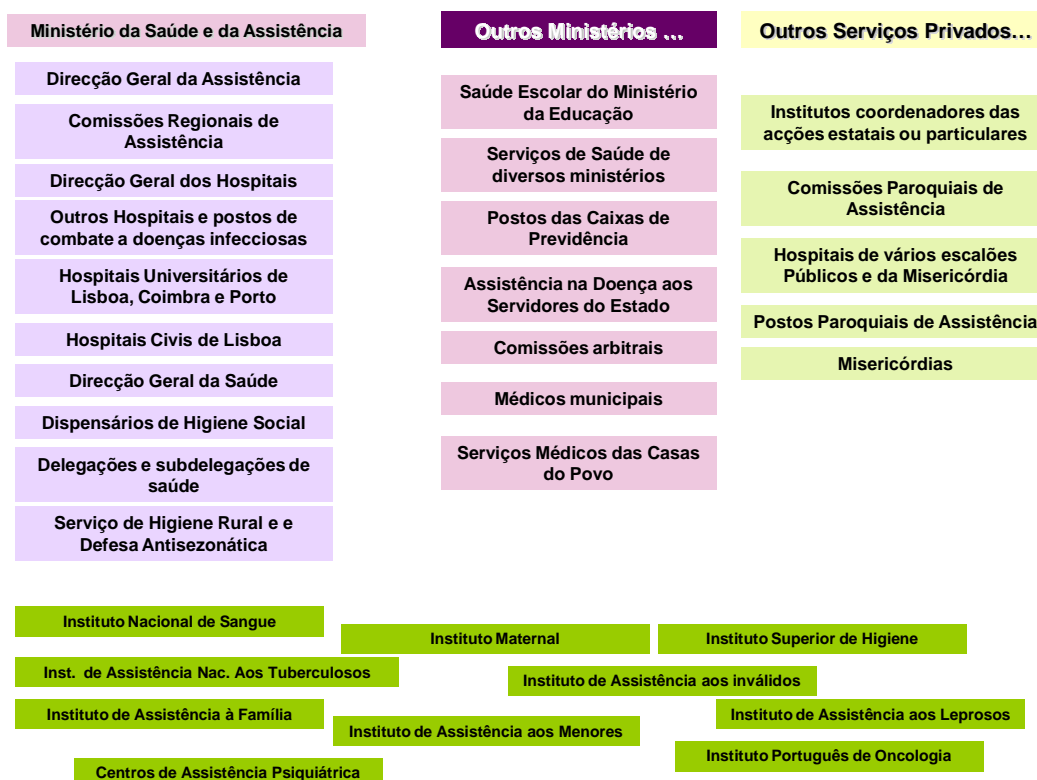 Ministério da Saúde e da Assistência
Direcção Geral da Assistência
Comissões Regionais de
Assistência
Direcção Geral dos Hospitais
Outros Hospitais e postos de
combate a doenças infecciosas
Hospitais Universitários de
Lisboa, Coimbra e Porto
Hospitais Civis de Lisboa
Direcção Geral da Saúde
Dispensários de Higiene Social
Delegações e subdelegações de
saúde
Serviço de Higiene Rural e e
Defesa Antisezonática
Outros Ministérios ...
Saúde Escolar do Ministério
da Educação
Serviços de Saúde de
diversos ministérios
Postos das Caixas de
Previdência
Assistência na Doença aos
Servidores do Estado
Comissões arbitrais
Médicos municipais
Serviços Médicos das Casas
do Povo
Outros Serviços Privados...
Institutos coordenadores das
acções estatais ou particulares
Comissões Paroquiais de
Assistência
Hospitais de vários escalões
Públicos e da Misericórdia
Postos Paroquiais de Assistência
Misericórdias
Instituto Nacional de Sangue
Instituto Maternal
Instituto Superior de Higiene
Inst. de Assistência Nac. Aos Tuberculosos
Instituto de Assistência aos inválidos
Instituto de Assistência à Família
Instituto de Assistência aos Menores
Instituto de Assistência aos Leprosos
Instituto Português de Oncologia
Centros de Assistência Psiquiátrica